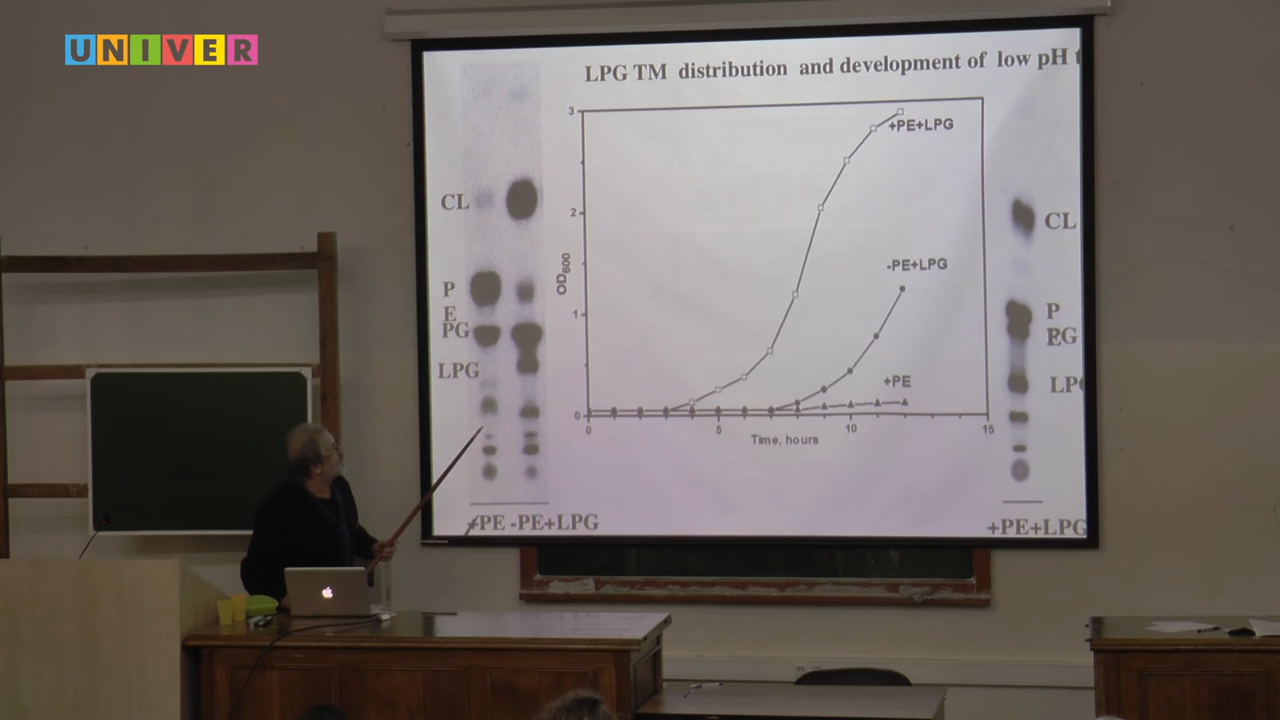 UNIVER
LPG TM distribution and development of low pH t
CL
P
E
PG
LPG
+PE -PE+LPG
3
2
1
0
OD600
+PE+LPG
-PE+LPG
+PE
0
5
10
15
Time, hours
CL
P
PG
LPG
+PE+LPG